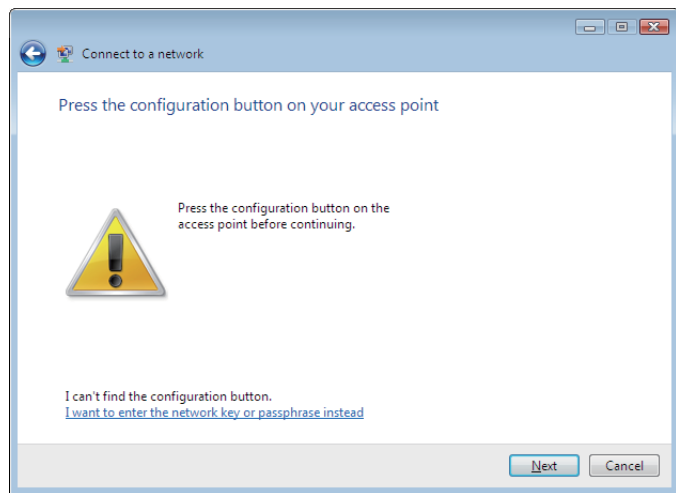 Connect to a network
Press the configuration button on your access point
Press the configuration button on the
access point before continuing.
I can't find the configuration button.
I want to enter the network key or passphrase instead
Next Cancel